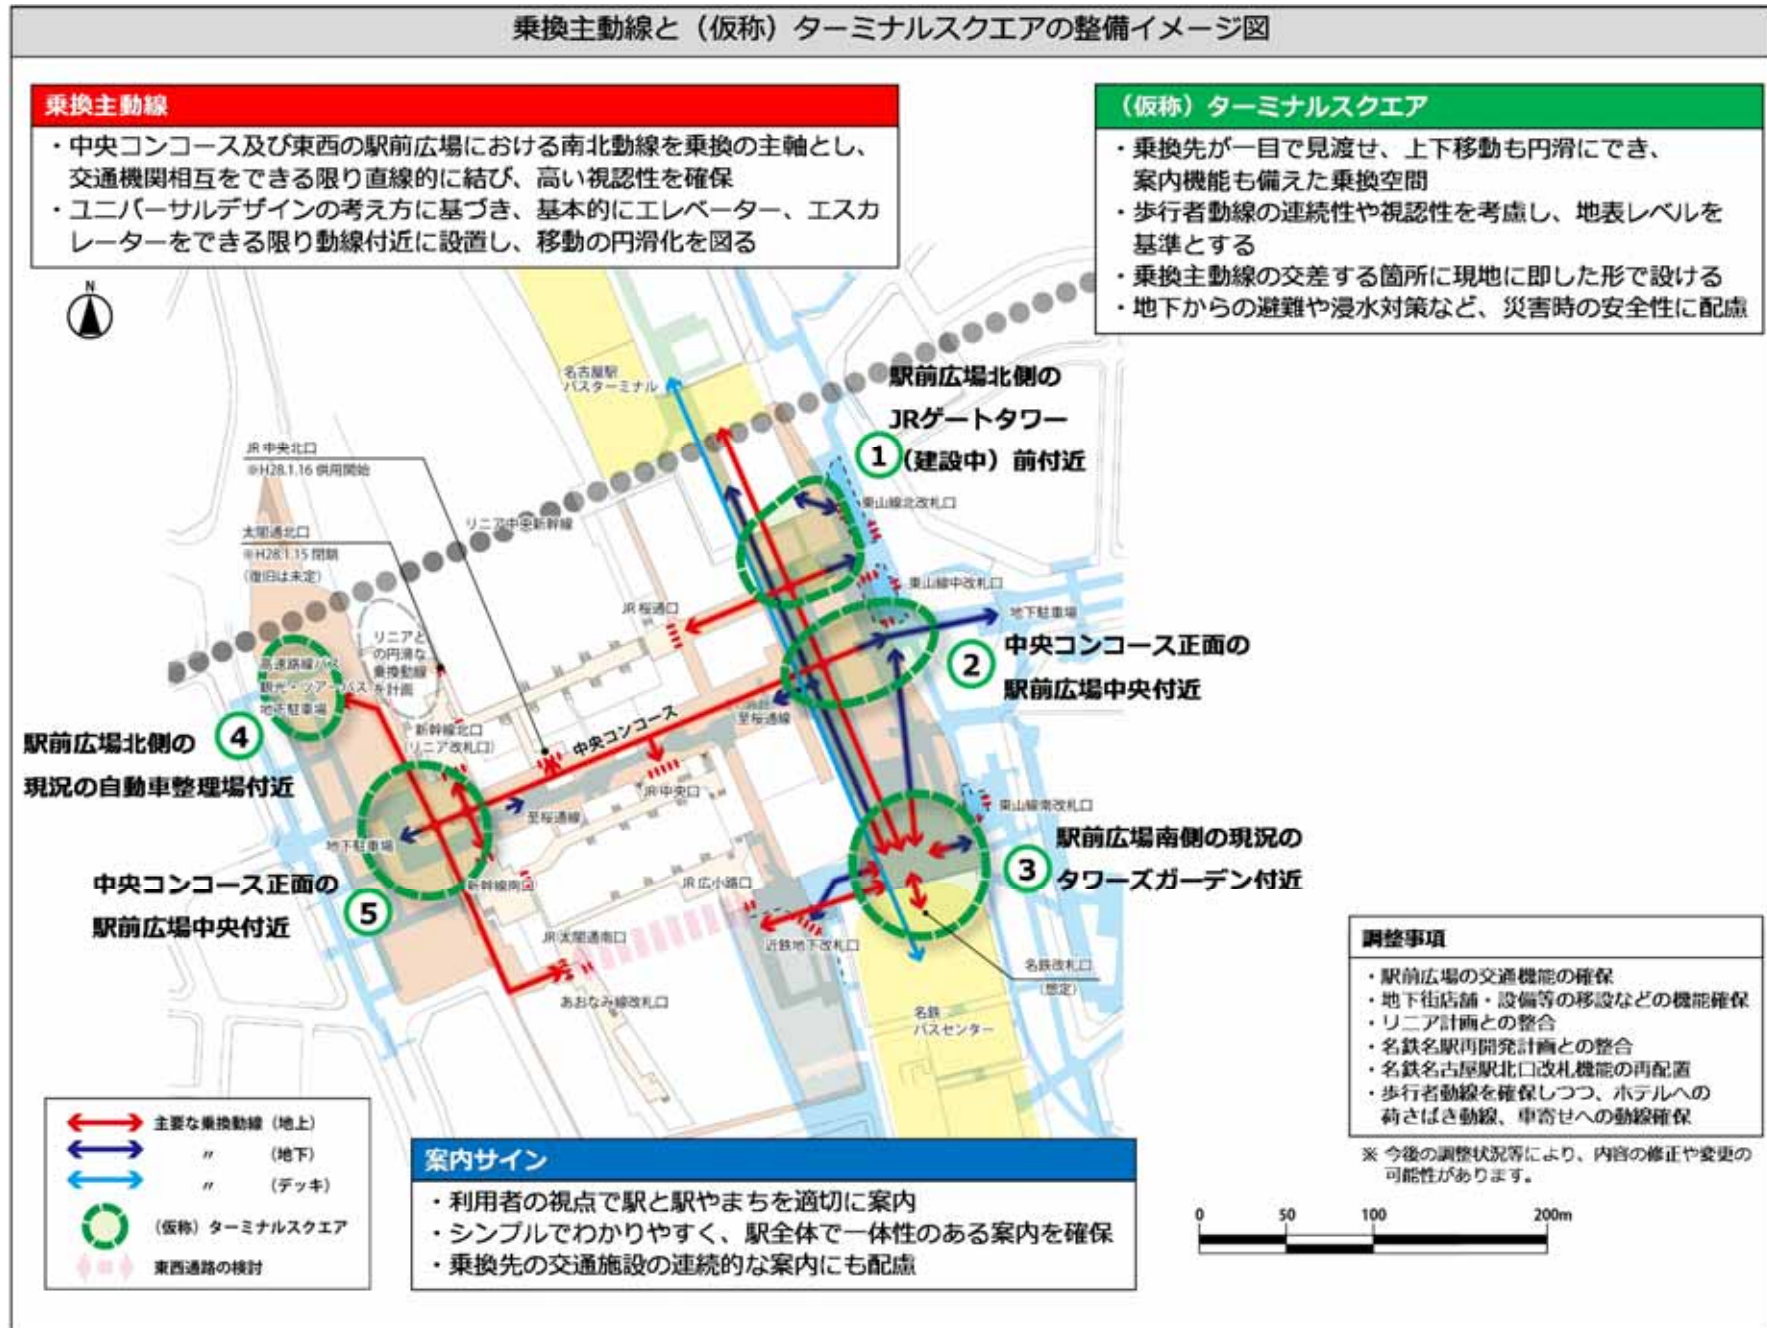 乗換主動線と（仮称）ターミナルスクエアの整備イメージ図
乗換主動線
・中央コンコース及び東西の駅前広場における南北動線を乗換の主軸とし、
交通機関相互をできる限り直線的に結び、高い視認性を確保
・ユニバーサルデザインの考え方に基づき、基本的にエレベーター、エスカ
レーターをできる限り動線付近に設置し、移動の円滑化を図る
（仮称）ターミナルスクエア
・乗換先が一目で見渡せ、上下移動も円滑にでき、
案内機能も備えた乗換空間
・歩行者動線の連続性や視認性を考慮し、地表レベルを
基準とする
・乗換主動線の交差する箇所に現地に即した形で設ける
・地下からの避難や浸水対策など、災害時の安全性に配慮
N
名古屋駅
バスターミナル
駅前広場北側の
JRゲートタワー
（建設中）前付近
①
JR中央北口
※H28.1.16 供用開始
東山線北改札口
リニア中央新幹線
太閤通北口
※H28.1.15 閉鎖
（復旧は未定）
東山線中改札口
JR桜通口
地下駐車場
リニアと
の円滑な
乗換動線
を計画
②
中央コンコース正面の
駅前広場中央付近
高速路線バス
観光・ツアーバス
地下駐車場
至桜通線
中央コンコース
④
駅前広場北側の
現況の自動車整理場付近
新幹線北口
（リニア改札口）
JR中央口
至桜通線
東山線南改札口
地下駐車場
③
駅前広場南側の現況の
タワーズガーデン付近
中央コンコース正面の
駅前広場中央付近
⑤
新幹線南口
JR広小路口
JR太閤通南口
近鉄地下改札口
名鉄改札口
（想定）
あおなみ線改札口
名鉄
バスセンター
調整事項
・駅前広場の交通機能の確保
・地下街店舗・設備等の移設などの機能確保
・リニア計画との整合
・名鉄名駅再開発計画との整合
・名鉄名古屋駅北口改札機能の再配置
・歩行者動線を確保しつつ、ホテルへの
荷さばき動線、車寄せへの動線確保
※ 今後の調整状況等により、内容の修正や変更の
可能性があります。
主要な乗換動線（地上）
〃 （地下）
〃 （デッキ）
（仮称）ターミナルスクエア
東西通路の検討
案内サイン
・利用者の視点で駅と駅やまちを適切に案内
・シンプルでわかりやすく、駅全体で一体性のある案内を確保
・乗換先の交通施設の連続的な案内にも配慮
0 50 100 200m